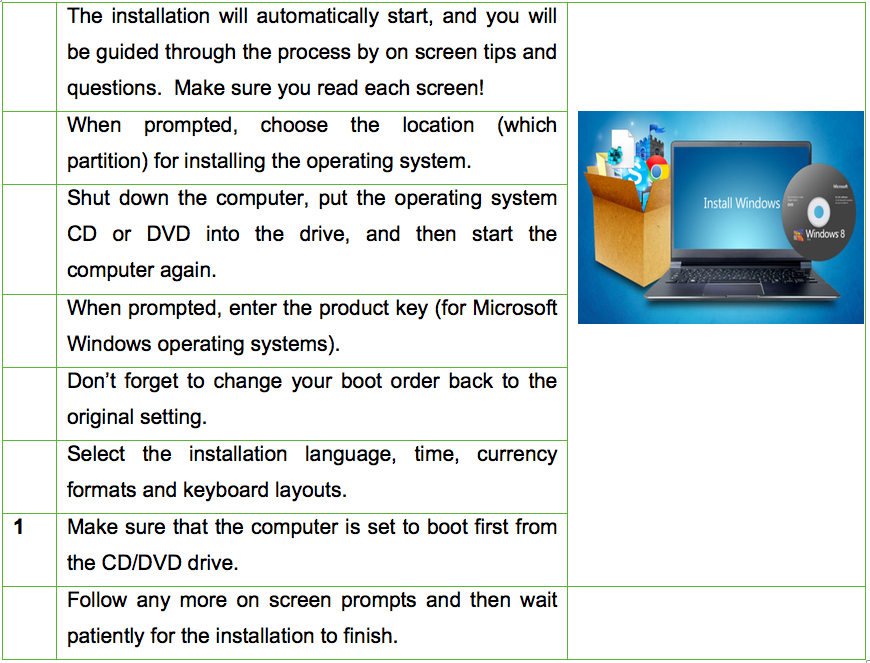 The installation will automatically start, and you will
be guided through the process by on screen tips and
questions.  Make sure you read each screen!
When prompted, choose the location (which
partition) for installing the operating system.
Shut down the computer, put the operating system
CD or DVD into the drive, and then start the
computer again.
When prompted, enter the product key (for Microsoft
Windows operating systems).
Don’t forget to change your boot order back to the
original setting.
Select the installation language, time, currency
formats and keyboard layouts.
1
Make sure that the computer is set to boot first from
the CD/DVD drive.
Follow any more on screen prompts and then wait
patiently for the installation to finish.
Install Windows
Microsoft
Windows 8